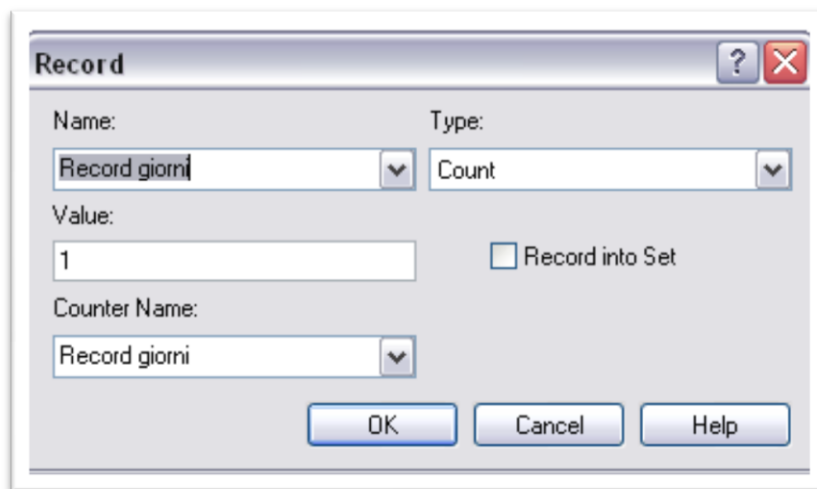 Record
Name: Type:
Record giorni Count
Value:
1 Record into Set
Counter Name:
Record giorni
OK Cancel Help